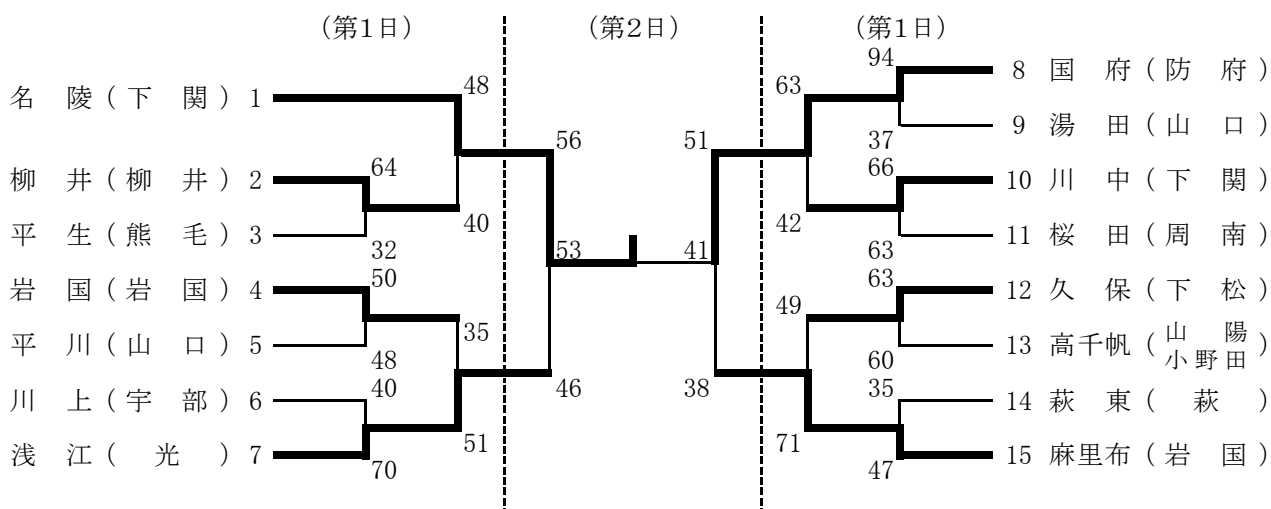 (第1日)
(第2日)
(第1日)
名 陵(下 関) 1
柳 井(柳 井) 2
平 生(熊 毛) 3
岩 国(岩 国) 4
平 川(山 口) 5
川 上(宇 部) 6
浅 江( 光 ) 7
48
64
40
32
50
35
48
40
51
70
56
53
46
51
41
38
94
63
37
66
42
63
63
49
60
35
71
47
8 国 府(防 府)
9 湯 田(山 口)
10 川 中(下 関)
11 桜 田(周 南)
12 久 保(下 松)
13 高千帆(山 陽 小野田)
14 萩 東( 萩 )
15 麻里布(岩 国)